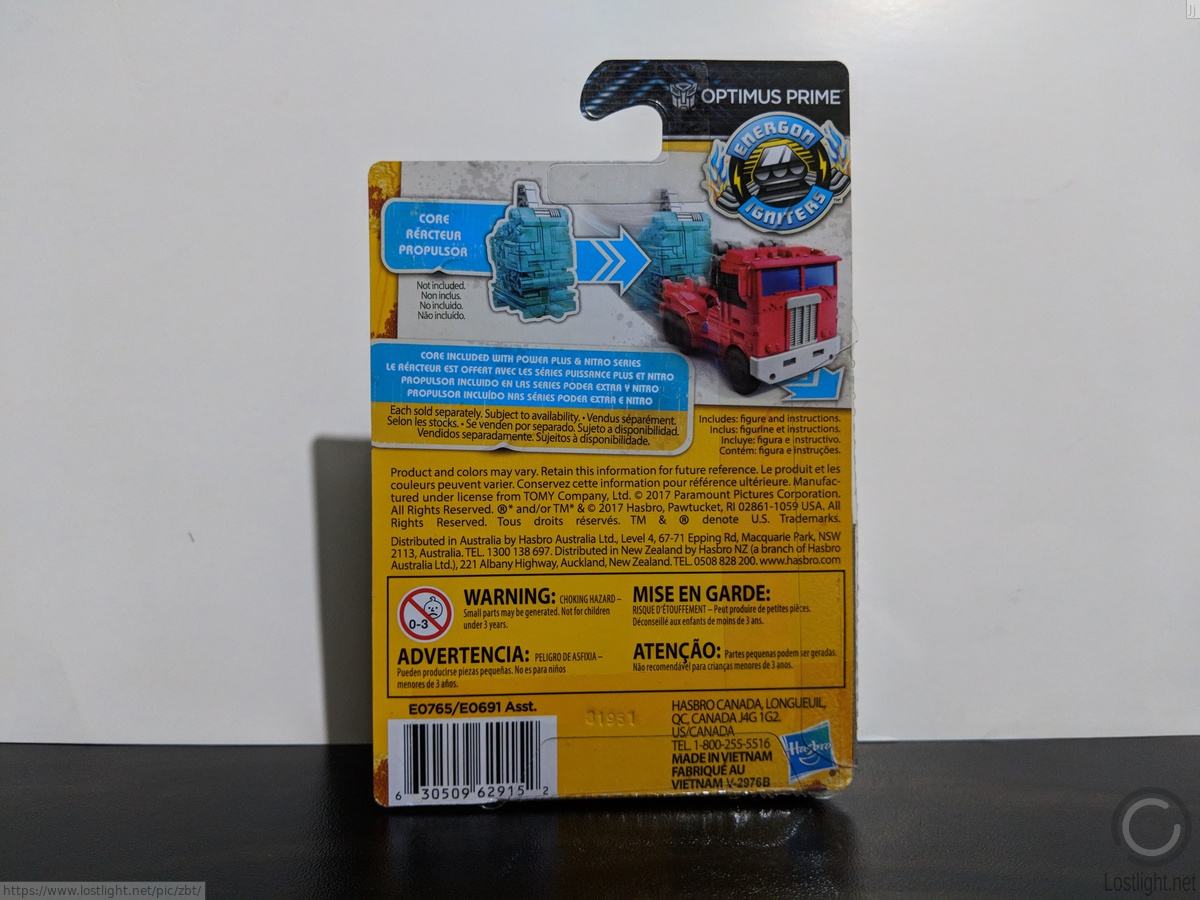 OPTIMUS PRIME
ENERGON
IGNITERS
CORE
RÉACTEUR
PROPULSOR
Not included.
Non inclus.
No incluido.
Não incluído.
CORE INCLUDED WITH POWER PLUS & NITRO SERIES
LE RÉACTEUR EST OFFERT AVEC LES SÉRIES PUISSANCE PLUS ET NITRO
PROPULSOR INCLUIDO EN LAS SERIES PODER EXTRA Y NITRO
PROPULSOR INCLUÍDO NAS SÉRIES PODER EXTRA E NITRO
Each sold separately. Subject to availability. • Vendus séparément.
Selon les stocks. • Se venden por separado. Sujeto a disponibilidad.
Vendidos separadamente. Sujeitos à disponibilidade.
Includes: figure and instructions.
Inclus: figurine et instructions.
Incluye: figura e instructivo.
Contém: figura e instruções.
Product and colors may vary. Retain this information for future reference. Le produit et les
couleurs peuvent varier. Conservez cette information pour référence ultérieure. Manufac-
tured under license from TOMY Company, Ltd. © 2017 Paramount Pictures Corporation.
All Rights Reserved. ®* and/or TM* & © 2017 Hasbro, Pawtucket, RI 02861-1059 USA. All
Rights Reserved. Tous droits réservés. TM & ® denote U.S. Trademarks.
Distributed in Australia by Hasbro Australia Ltd., Level 4, 67-71 Epping Rd, Macquarie Park, NSW
2113, Australia. TEL. 1300 138 697. Distributed in New Zealand by Hasbro NZ (a branch of Hasbro
Australia Ltd.), 221 Albany Highway, Auckland, New Zealand. TEL. 0508 828 200. www.hasbro.com
0-3
WARNING: CHOKING HAZARD –
Small parts may be generated. Not for children
under 3 years.
MISE EN GARDE:
RISQUE D'ÉTOUFFEMENT – Peut produire de petites pièces.
Déconseillé aux enfants de moins de 3 ans.
ADVERTENCIA: PELIGRO DE ASFIXIA –
Pueden producirse piezas pequeñas. No es para niños
menores de 3 años.
ATENÇÃO: Partes pequenas podem ser geradas.
Não recomendável para crianças menores de 3 anos.
E0765/E0691 Asst.
6 30509 62915 2
HASBRO CANADA, LONGUEUIL,
QC, CANADA J4G 1G2.
US/CANADA
TEL. 1-800-255-5516
MADE IN VIETNAM
FABRIQUÉ AU
VIETNAM V-2976B
Hasbro
https://www.lostlight.net/pic/zbt/
Lostlight.net